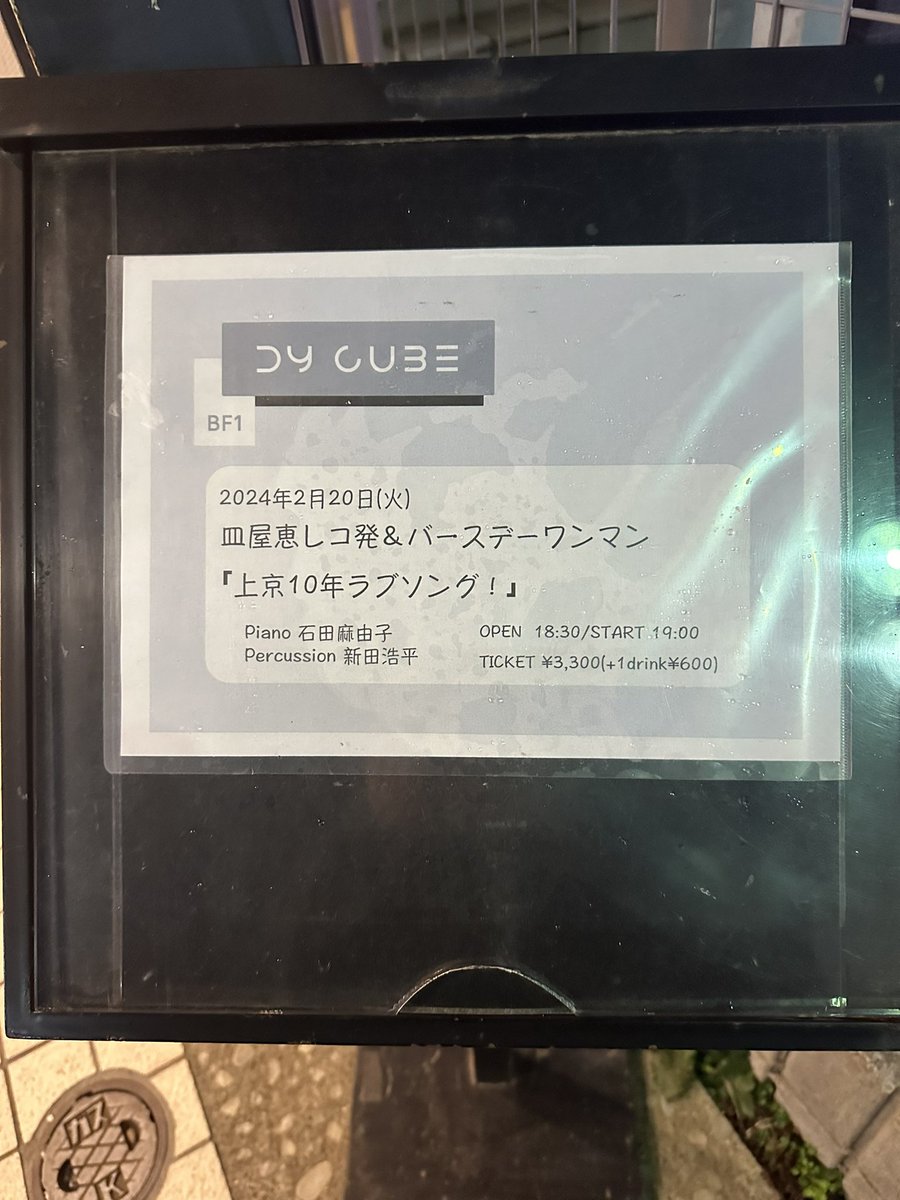 DY CUBE
BF1
2024年2月20日(火)
皿屋恵レコ発&バースデーワンマン
『上京10年ラブソング!』
Piano 石田麻由子
Percussion 新田浩平
OPEN 18:30/START 19:00
TICKET ¥3,300(+1drink¥600)